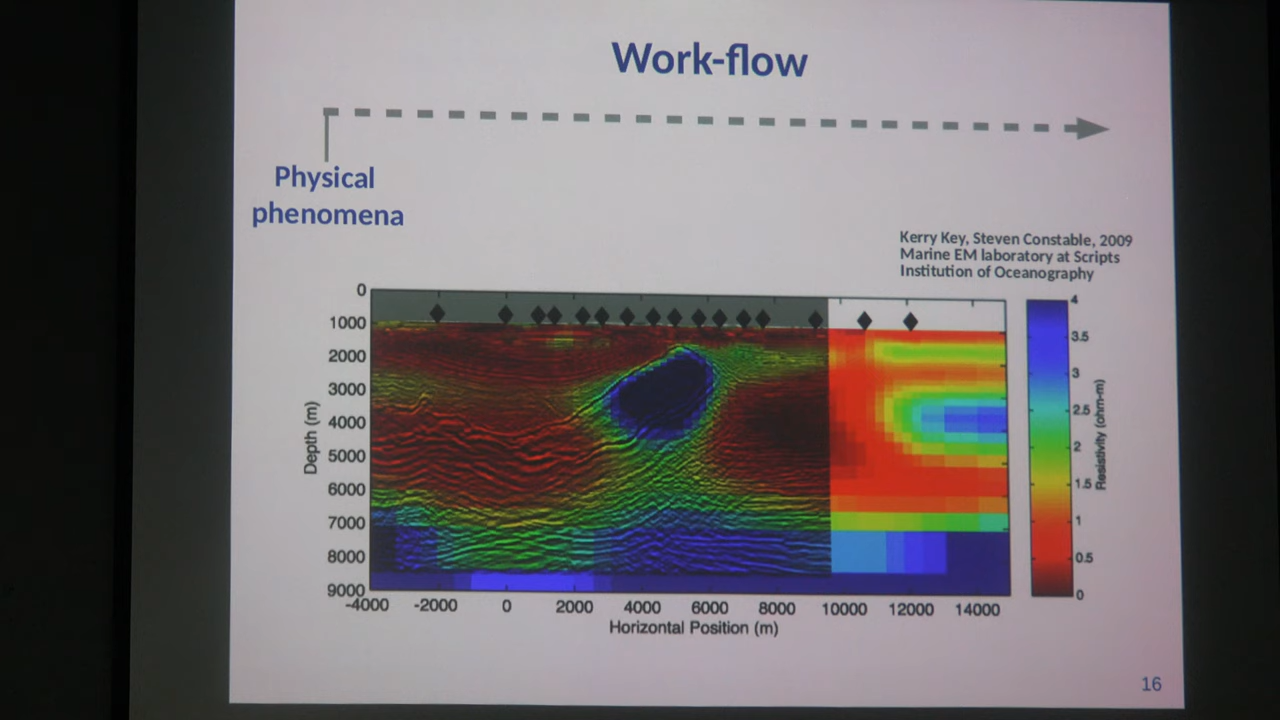 Work-flow
Physical
phenomena
Kerry Key, Steven Constable, 2009
Marine EM laboratory at Scripts
Institution of Oceanography
0
1000
2000
3000
4000
5000
6000
7000
8000
9000
Depth (m)
-4000 -2000 0 2000 4000 6000 8000 10000 12000 14000
Horizontal Position (m)
4
3.5
3
2.5
2
1.5
1
0.5
0
Resistivity (ohm-m)
16